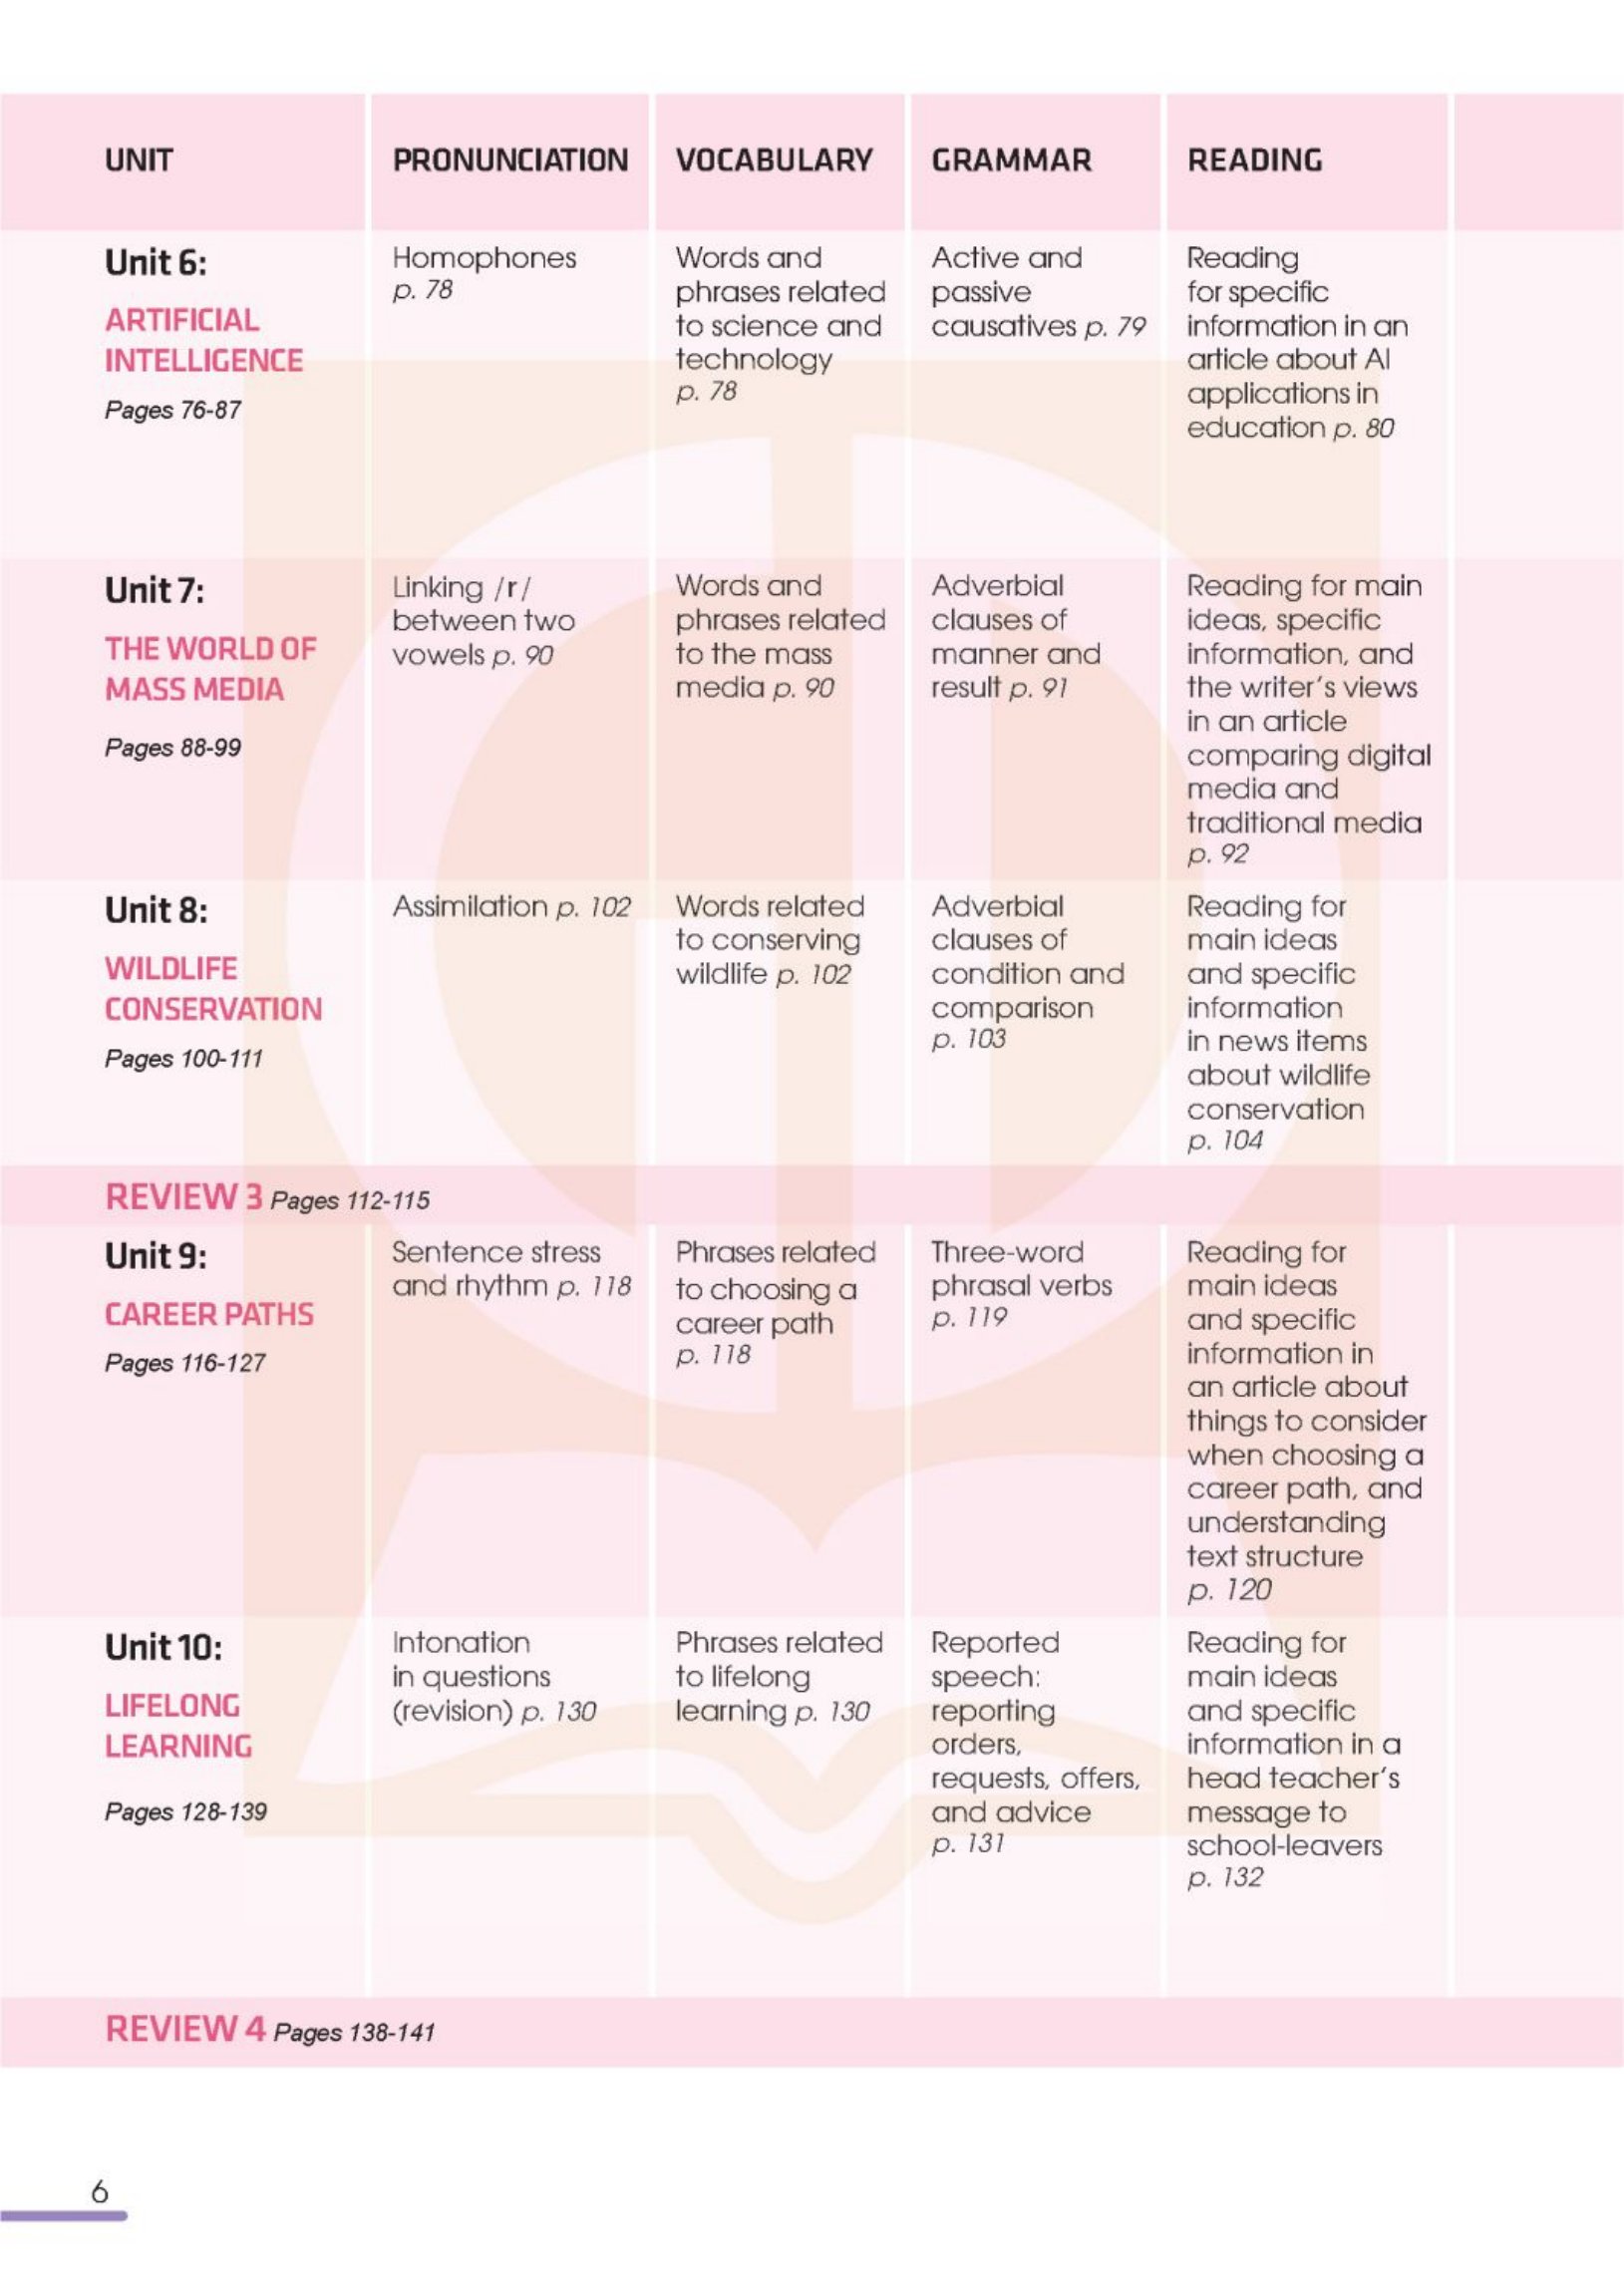 UNIT
PRONUNCIATION
VOCABULARY
GRAMMAR
READING
Unit 6:
ARTIFICIAL
INTELLIGENCE
Pages 76-87
Homophones
p. 78
Words and
phrases related
to science and
technology
p. 78
Active and
passive
causatives p. 79
Reading
for specific
information in an
article about AI
applications in
education p. 80
Unit 7:
THE WORLD OF
MASS MEDIA
Pages 88-99
Linking /r/
between two
vowels p. 90
Words and
phrases related
to the mass
media p. 90
Adverbial
clauses of
manner and
result p. 91
Reading for main
ideas, specific
information, and
the writer's views
in an article
comparing digital
media and
traditional media
p. 92
Unit 8:
WILDLIFE
CONSERVATION
Pages 100-111
Assimilation p. 102
Words related
to conserving
wildlife p. 102
Adverbial
clauses of
condition and
comparison
p. 103
Reading for
main ideas
and specific
information
in news items
about wildlife
conservation
p. 104
REVIEW 3 Pages 112-115
Unit 9:
CAREER PATHS
Pages 116-127
Sentence stress
and rhythm p. 118
Phrases related
to choosing a
career path
p. 118
Three-word
phrasal verbs
p. 119
Reading for
main ideas
and specific
information in
an article about
things to consider
when choosing a
career path, and
understanding
text structure
p. 120
Unit 10:
LIFELONG
LEARNING
Pages 128-139
Intonation
in questions
(revision) p. 130
Phrases related
to lifelong
learning p. 130
Reported
speech:
reporting
orders,
requests, offers,
and advice
p. 131
Reading for
main ideas
and specific
information in a
head teacher's
message to
school-leavers
p. 132
REVIEW 4 Pages 138-141
6